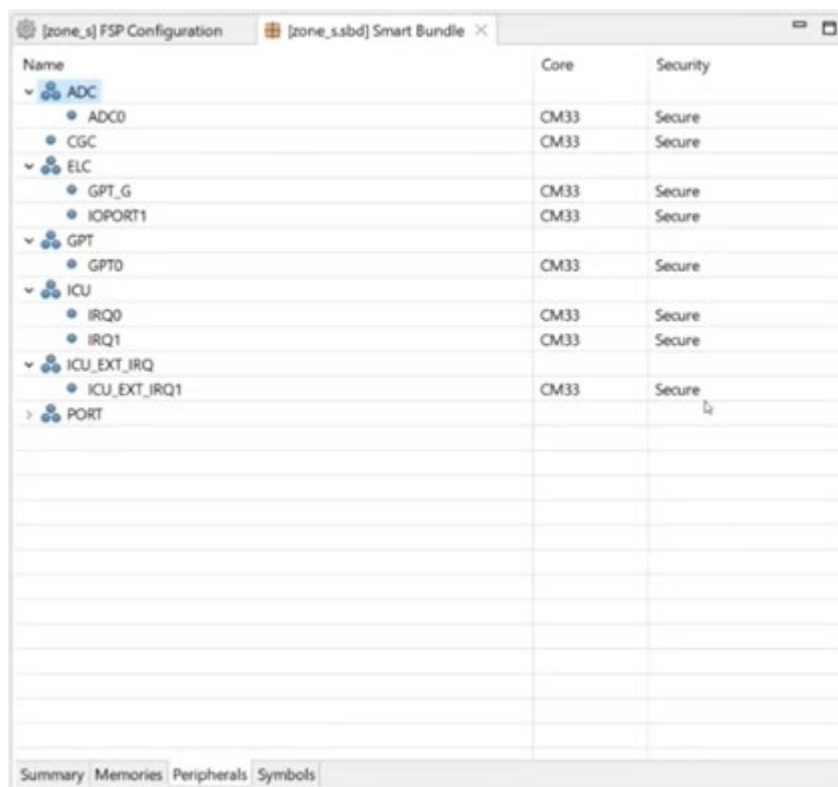 [zone_s] FSP Configuration [zone_s.sbd] Smart Bundle
Name Core Security
ADC
ADC0 CM33 Secure
CGC CM33 Secure
ELC
GPT_G CM33 Secure
IOPORT1 CM33 Secure
GPT
GPT0 CM33 Secure
ICU
IRQ0 CM33 Secure
IRQ1 CM33 Secure
ICU_EXT_IRQ
ICU_EXT_IRQ1 CM33 Secure
PORT
Summary Memories Peripherals Symbols